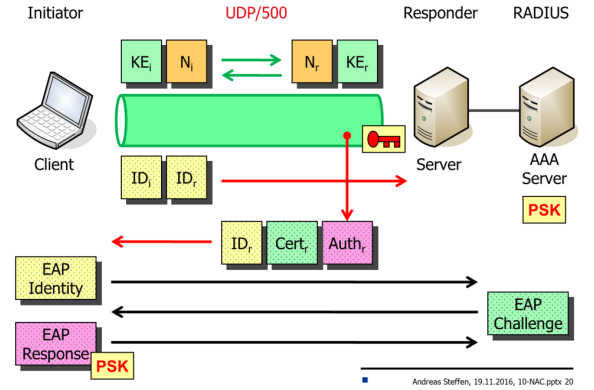 Initiator
UDP/500
Responder
RADIUS
KEi
Ni
Nr
KEr
Client
Server
AAA
Server
PSK
IDi
IDr
IDr
Certr
Authr
EAP
Identity
EAP
Challenge
EAP
Response
PSK
Andreas Steffen, 19.11.2016, 10-NAC.pptx 20